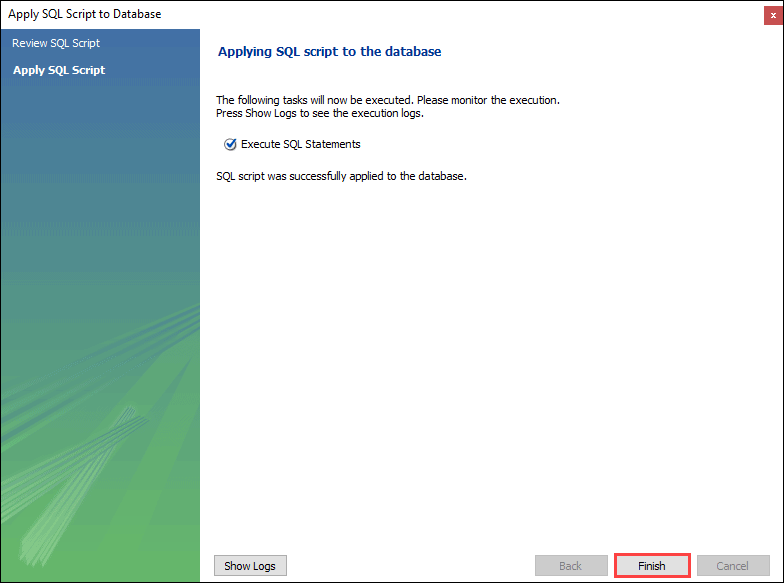 Apply SQL Script to Database
x
Review SQL Script
Apply SQL Script
Applying SQL script to the database
The following tasks will now be executed. Please monitor the execution.
Press Show Logs to see the execution logs.
Execute SQL Statements
SQL script was successfully applied to the database.
Show Logs
Back
Finish
Cancel